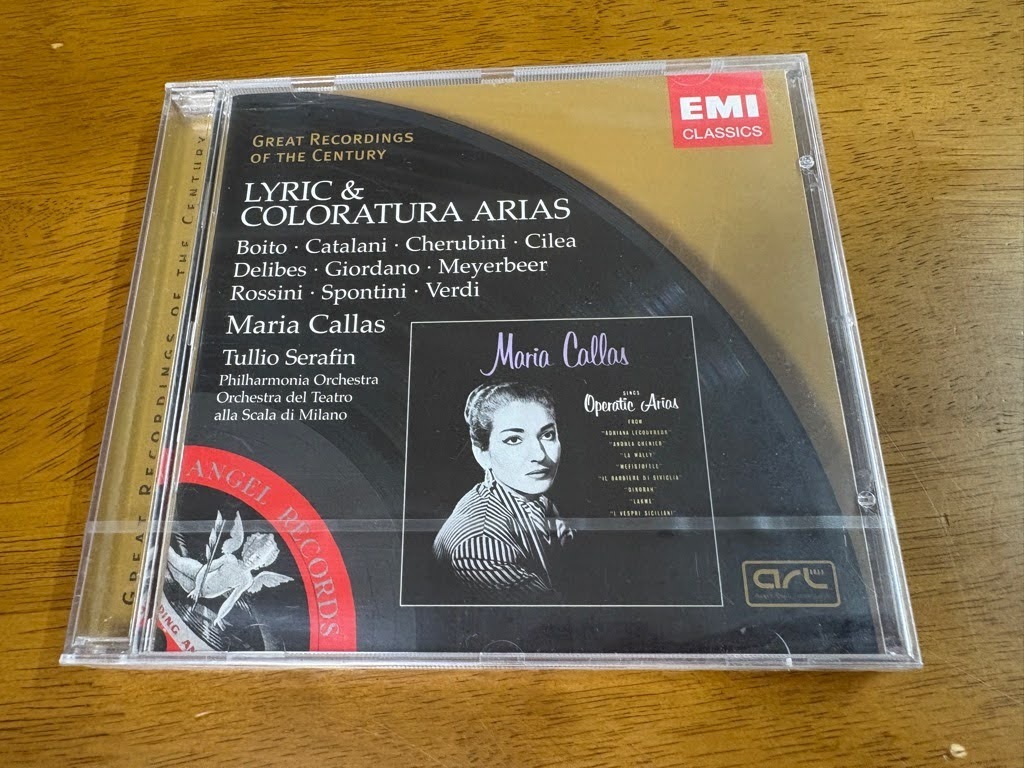 GREAT RECORDINGS OF THE CENTURY
GREAT RECORDINGS
OF THE CENTURY
EMI
CLASSICS
LYRIC &
COLORATURA ARIAS
Boito · Catalani · Cherubini · Cilea
Delibes · Giordano · Meyerbeer
Rossini · Spontini · Verdi
Maria Callas
Tullio Serafin
Philharmonia Orchestra
Orchestra del Teatro
alla Scala di Milano
Maria Callas
SINGS
Operatic Arias
FROM
"ADRIANA LECOUVREUR"
"ANDREA CHENIER"
"LA WALLY"
"MEFISTOFELE"
"IL BARBIERE DI SIVIGLIA"
"DINORAH"
"LAKME"
"I VESPRI SICILIANI"
ANGEL RECORDS
art